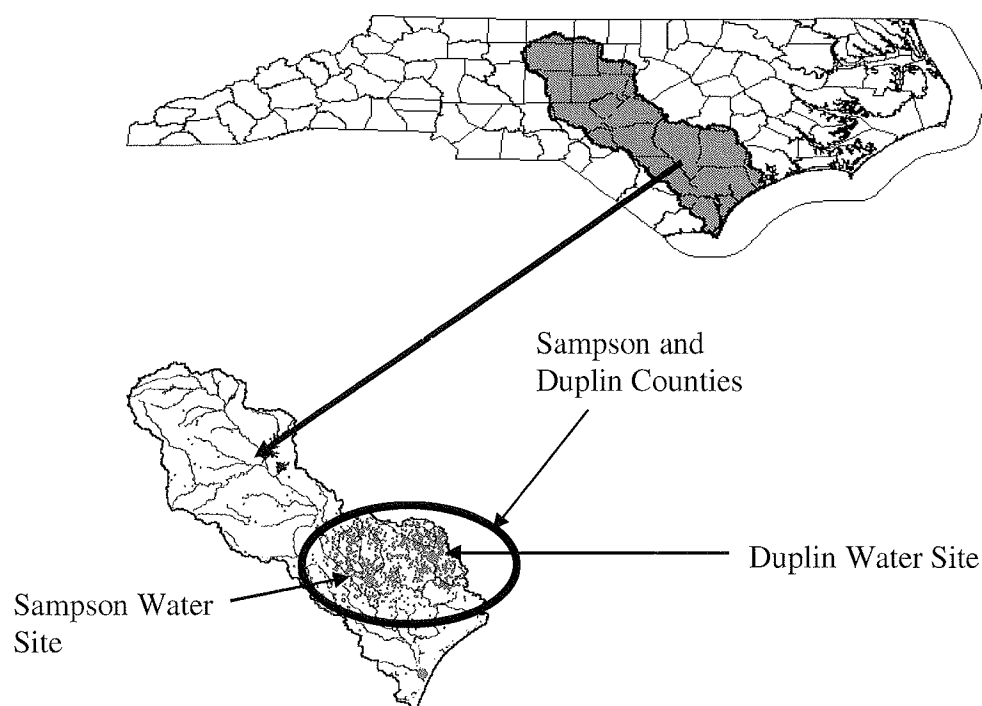 Sampson and
Duplin Counties
Duplin Water Site
Sampson Water
Site